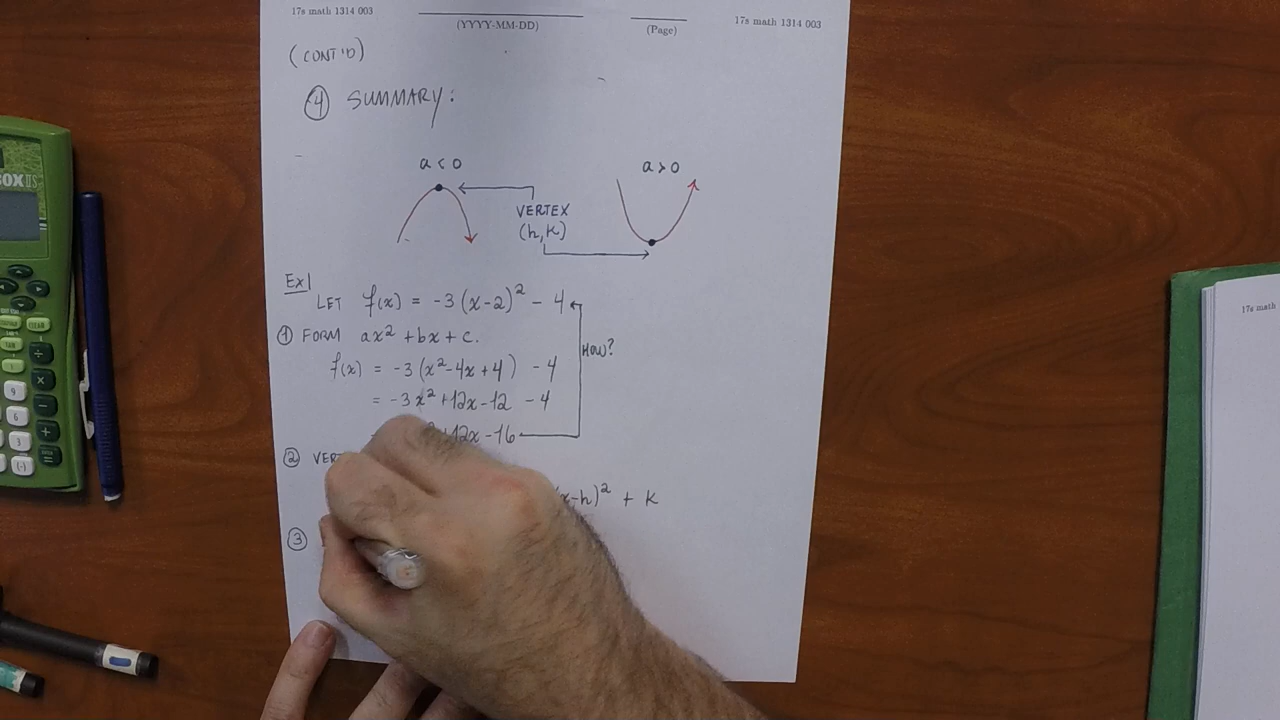 17s math 1314 003
(YYYY-MM-DD)
(Page)
17s math 1314 003
(CONT'D)
④ SUMMARY:
a < 0
a > 0
VERTEX
(h,k)
Ex1
LET f(x) = -3(x-2)² - 4
① FORM ax² + bx + c.
HOW?
f(x) = -3(x²-4x+4) - 4
= -3x² +12x-12 - 4
+12x -16
②
(x-h)² + k
③
17s math